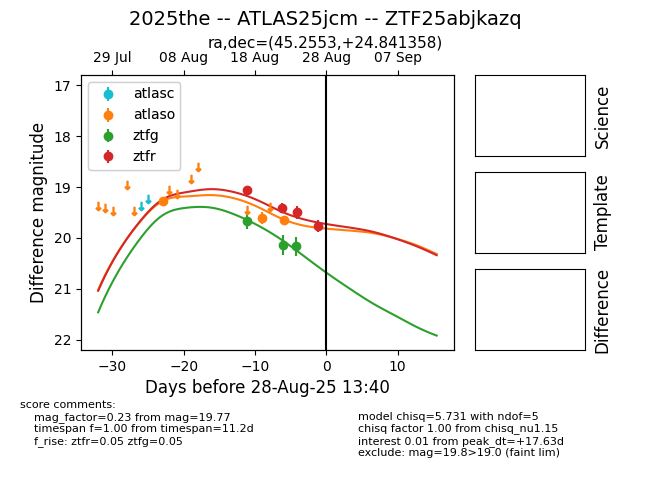 2025the -- ATLAS25jcm -- ZTF25abjkazq
ra,dec=(45.2553,+24.841358)
29 Jul 08 Aug 18 Aug 28 Aug 07 Sep
atlasc
atlaso
ztfg
ztfr
Difference magnitude
17
18
19
20
21
22
−30 −20 −10 0 10
Days before 28-Aug-25 13:40
Science
Template
Difference
score comments:
mag_factor=0.23 from mag=19.77
timespan f=1.00 from timespan=11.2d
f_rise: ztfr=0.05 ztfg=0.05
model chisq=5.731 with ndof=5
chisq factor 1.00 from chisq_nu1.15
interest 0.01 from peak_dt=+17.63d
exclude: mag=19.8>19.0 (faint lim)